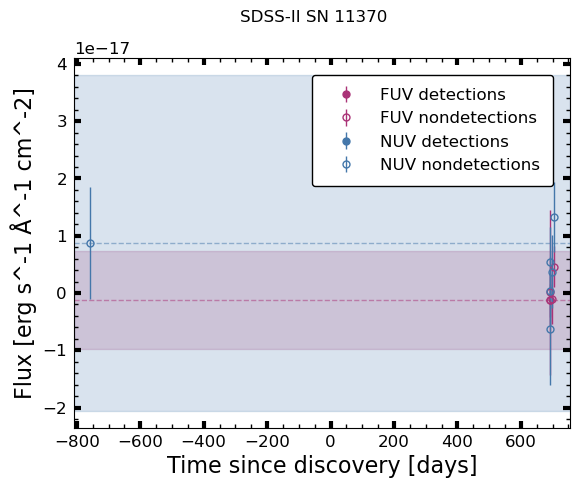 SDSS-II SN 11370
1e−17
FUV detections
FUV nondetections
NUV detections
NUV nondetections
4
3
2
1
0
−1
−2
Flux [erg s^-1 Å^-1 cm^-2]
−800 −600 −400 −200 0 200 400 600
Time since discovery [days]